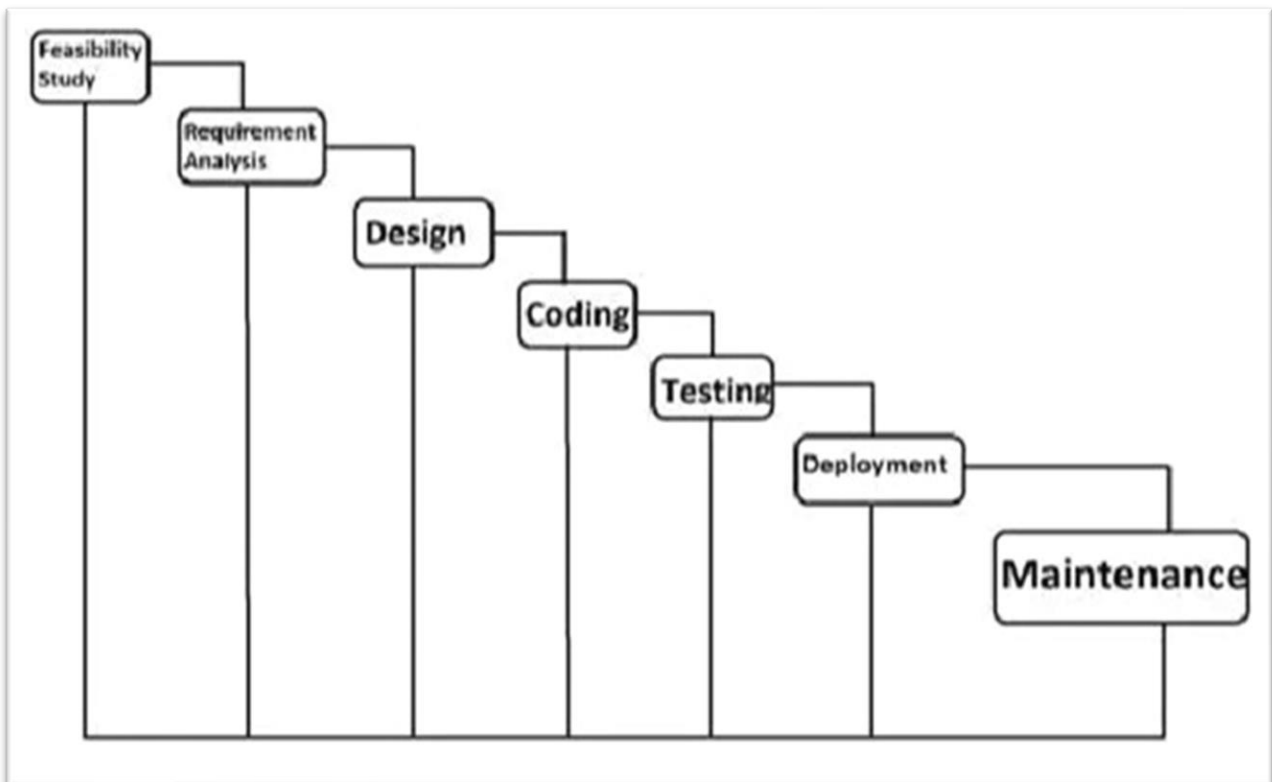 Feasibility
Study
Requirement
Analysis
Design
Coding
Testing
Deployment
Maintenance